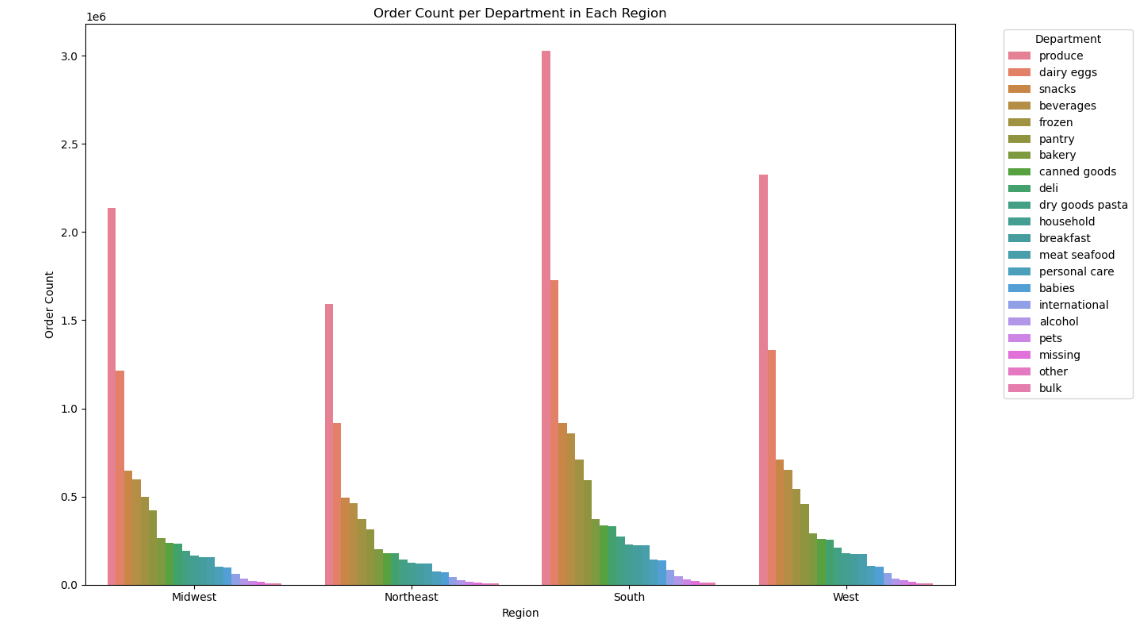 Order Count per Department in Each Region
1e6
3.0
2.5
2.0
1.5
1.0
0.5
0.0
Order Count
Midwest
Northeast
South
West
Region
Department
produce
dairy eggs
snacks
beverages
frozen
pantry
bakery
canned goods
deli
dry goods pasta
household
breakfast
meat seafood
personal care
babies
international
alcohol
pets
missing
other
bulk